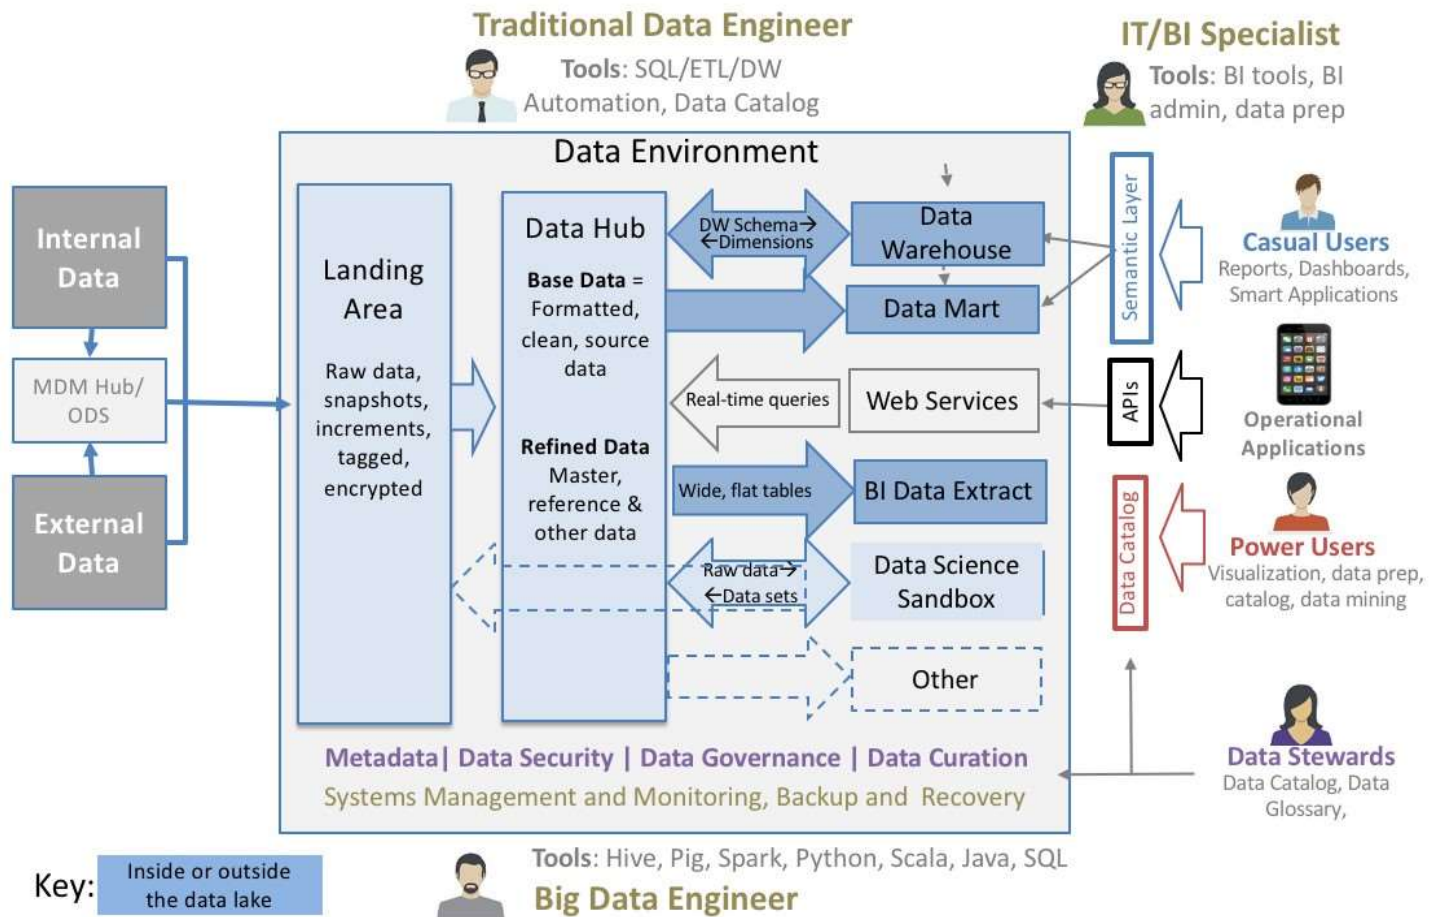 Traditional Data Engineer
Tools: SQL/ETL/DW
Automation, Data Catalog
IT/BI Specialist
Tools: BI tools, BI
admin, data prep
Data Environment
Internal
Data
MDM Hub/
ODS
External
Data
Landing
Area
Raw data,
snapshots,
increments,
tagged,
encrypted
Data Hub
Base Data =
Formatted,
clean, source
data
Refined Data
Master,
reference &
other data
DW Schema→
←Dimensions
Real-time queries
Wide, flat tables
Raw data→
←Data sets
Data
Warehouse
Data Mart
Web Services
BI Data Extract
Data Science
Sandbox
Other
Semantic Layer
APIs
Data Catalog
Casual Users
Reports, Dashboards,
Smart Applications
Operational
Applications
Power Users
Visualization, data prep,
catalog, data mining
Data Stewards
Data Catalog, Data
Glossary,
Metadata| Data Security | Data Governance | Data Curation
Systems Management and Monitoring, Backup and Recovery
Key:
Inside or outside
the data lake
Tools: Hive, Pig, Spark, Python, Scala, Java, SQL
Big Data Engineer